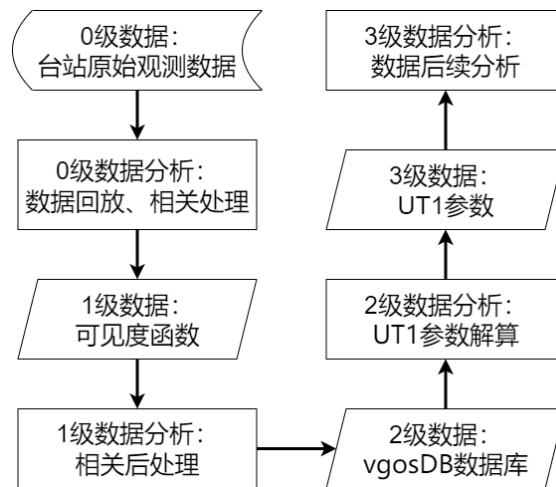 0级数据：
台站原始观测数据
0级数据分析：
数据回放、相关处理
1级数据：
可见度函数
1级数据分析：
相关后处理
2级数据：
vgosDB数据库
2级数据分析：
UT1参数解算
3级数据：
UT1参数
3级数据分析：
数据后续分析